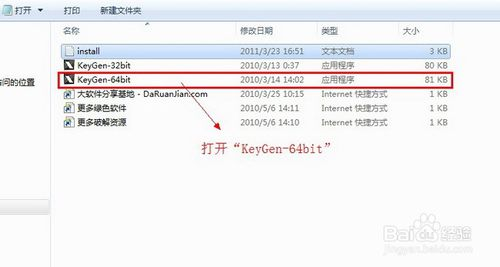 打开 打印 新建文件夹
名称 修改日期 类型 大小
install 2011/3/23 16:51 文本文档 3 KB
KeyGen-32bit 2010/3/13 0:37 应用程序 80 KB
KeyGen-64bit 2010/3/14 14:02 应用程序 81 KB
访问的位置
大软件分享基地 - DaRuanJian.com 2010/3/25 10:15 Internet 快捷方式 1 KB
更多绿色软件 2010/5/6 14:11 Internet 快捷方式 1 KB
更多破解资源 2010/5/6 14:10 Internet 快捷方式 1 KB
打开“KeyGen-64bit”
Baidu 经验
jingyan.baidu.com